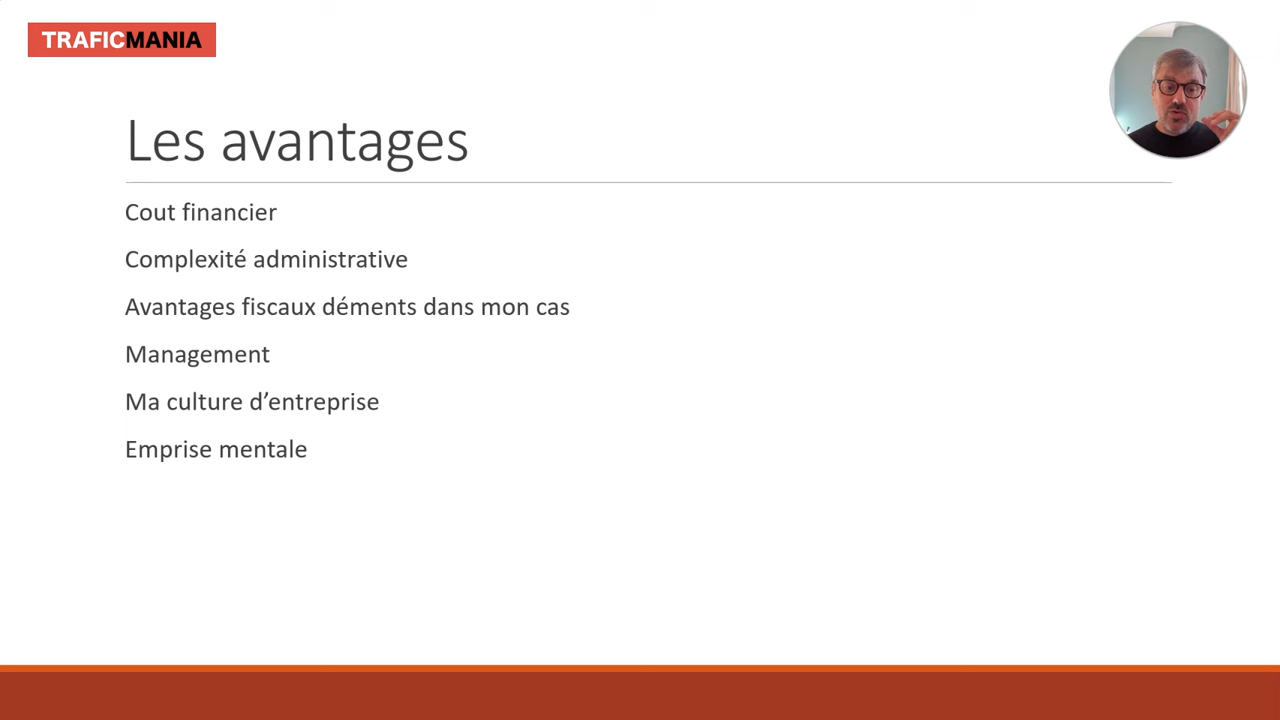 TRAFICMANIA
Les avantages
Cout financier
Complexité administrative
Avantages fiscaux déments dans mon cas
Management
Ma culture d’entreprise
Emprise mentale